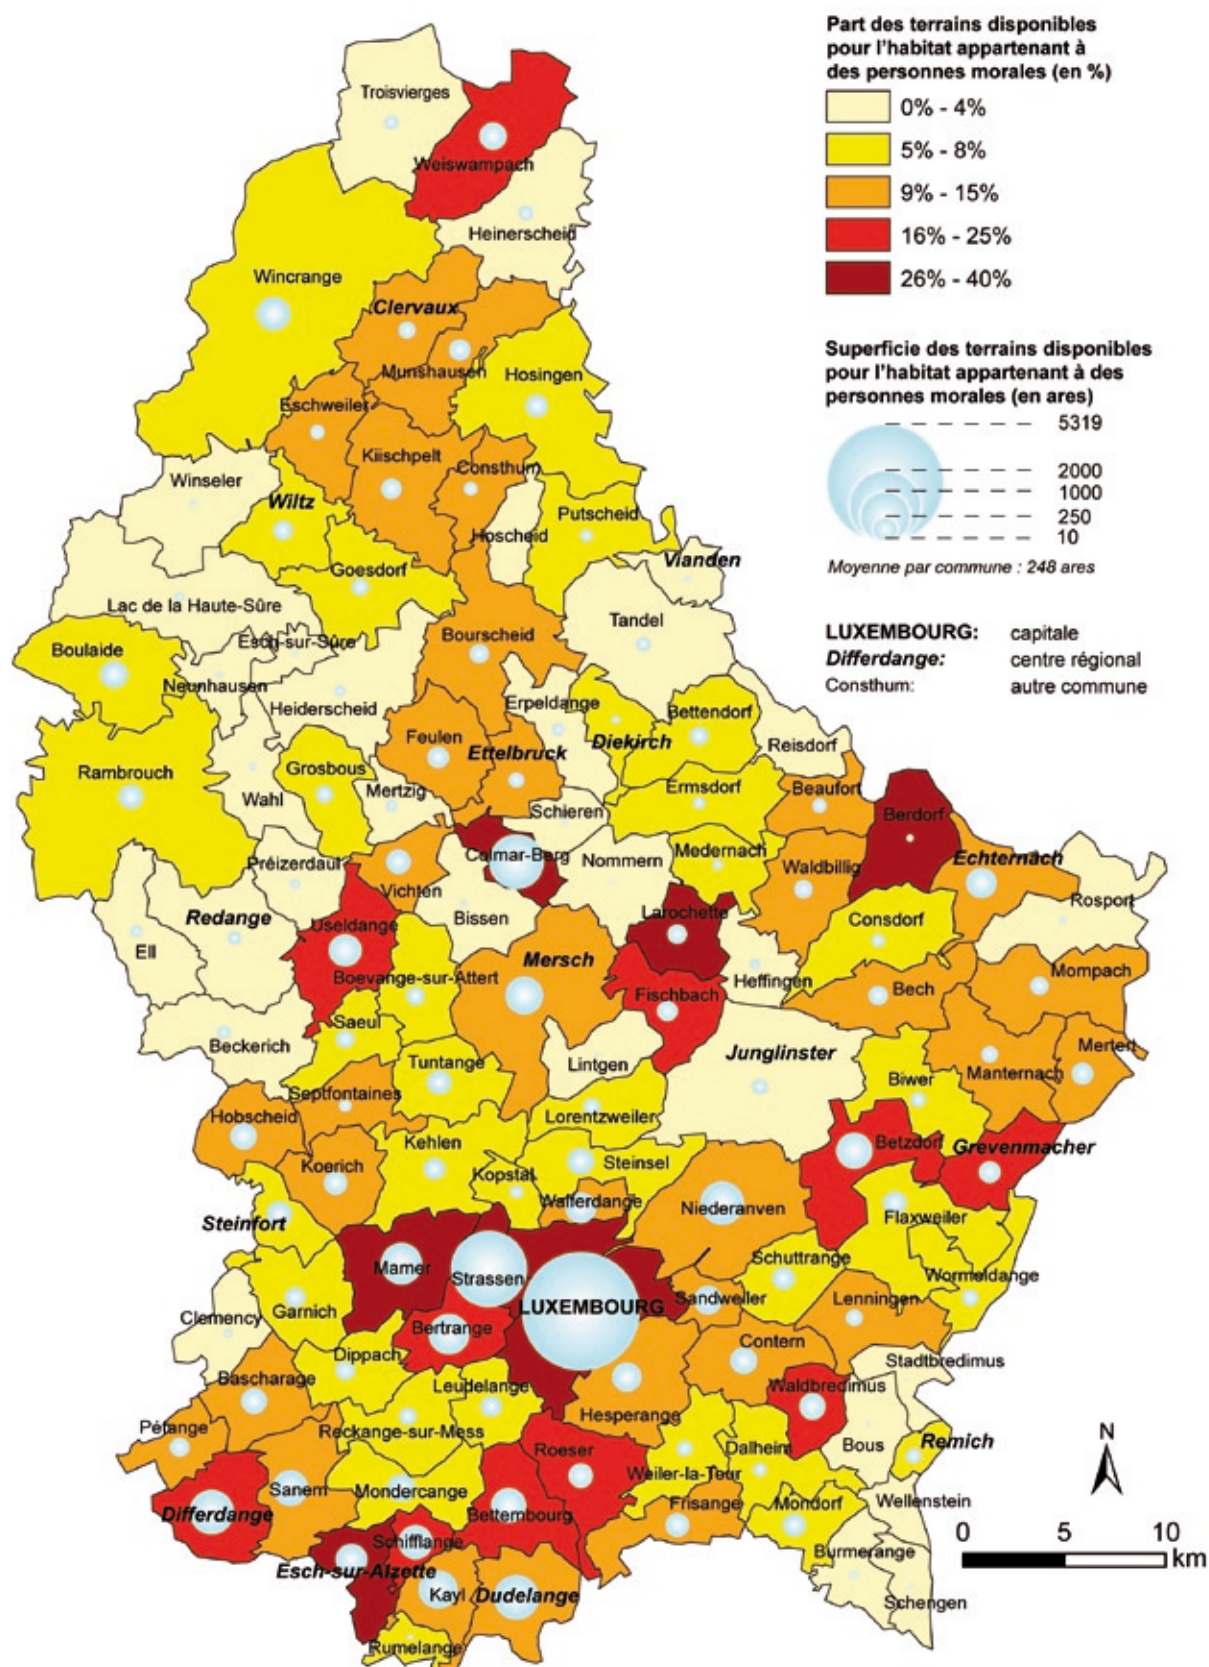 Part des terrains disponibles
pour l'habitat appartenant à
des personnes morales (en %)
0% - 4%
5% - 8%
9% - 15%
16% - 25%
26% - 40%
Superficie des terrains disponibles
pour l'habitat appartenant à des
personnes morales (en ares)
5319
2000
1000
250
10
Moyenne par commune : 248 ares
LUXEMBOURG: capitale
Differdange: centre régional
Consthum: autre commune
Troisvierges
Weiswampach
Heinerscheid
Wincrange
Clervaux
Munshausen
Hosingen
Eschweiler
Kiischpelt
Consthum
Winseler
Wiltz
Hoscheid
Putscheid
Vianden
Goesdorf
Lac de la Haute-Sûre
Tandel
Bourscheid
Esch-sur-Sûre
Boulaide
Neunhausen
Heiderscheid
Erpeldange
Bettendorf
Feulen
Ettelbruck
Diekirch
Reisdorf
Rambrouch
Grosbous
Wahl
Mertzig
Ermsdorf
Beaufort
Schieren
Berdorf
Colmar-Berg
Nommern
Medernach
Waldbillig
Echternach
Préizerdaul
Vichten
Rosport
Redange
Useldange
Bissen
Larochette
Consdorf
Ell
Mersch
Boevange-sur-Attert
Heffingen
Mompach
Fischbach
Bech
Saeul
Beckerich
Junglinster
Lintgen
Mertert
Tuntange
Biwer
Manternach
Septfontaines
Hobscheid
Lorentzweiler
Kehlen
Betzdorf
Grevenmacher
Koerich
Steinsel
Kopstal
Walferdange
Niederanven
Steinfort
Flaxweiler
Schuttrange
Mamer
Strassen
Wormeldange
Sandweiler
Lenningen
LUXEMBOURG
Garnich
Clemency
Bertrange
Contern
Dippach
Stadtbredimus
Bascharage
Leudelange
Waldbredimus
Hesperange
Pétange
Reckange-sur-Mess
Remich
Roeser
Dalheim
Bous
Weiler-la-Tour
Sanem
Mondercange
Wellenstein
Frisange
Mondorf
Differdange
Bettembourg
Schifflange
Burmerange
Esch-sur-Alzette
Kayl
Dudelange
Schengen
Rumelange
N
0 5 10
km